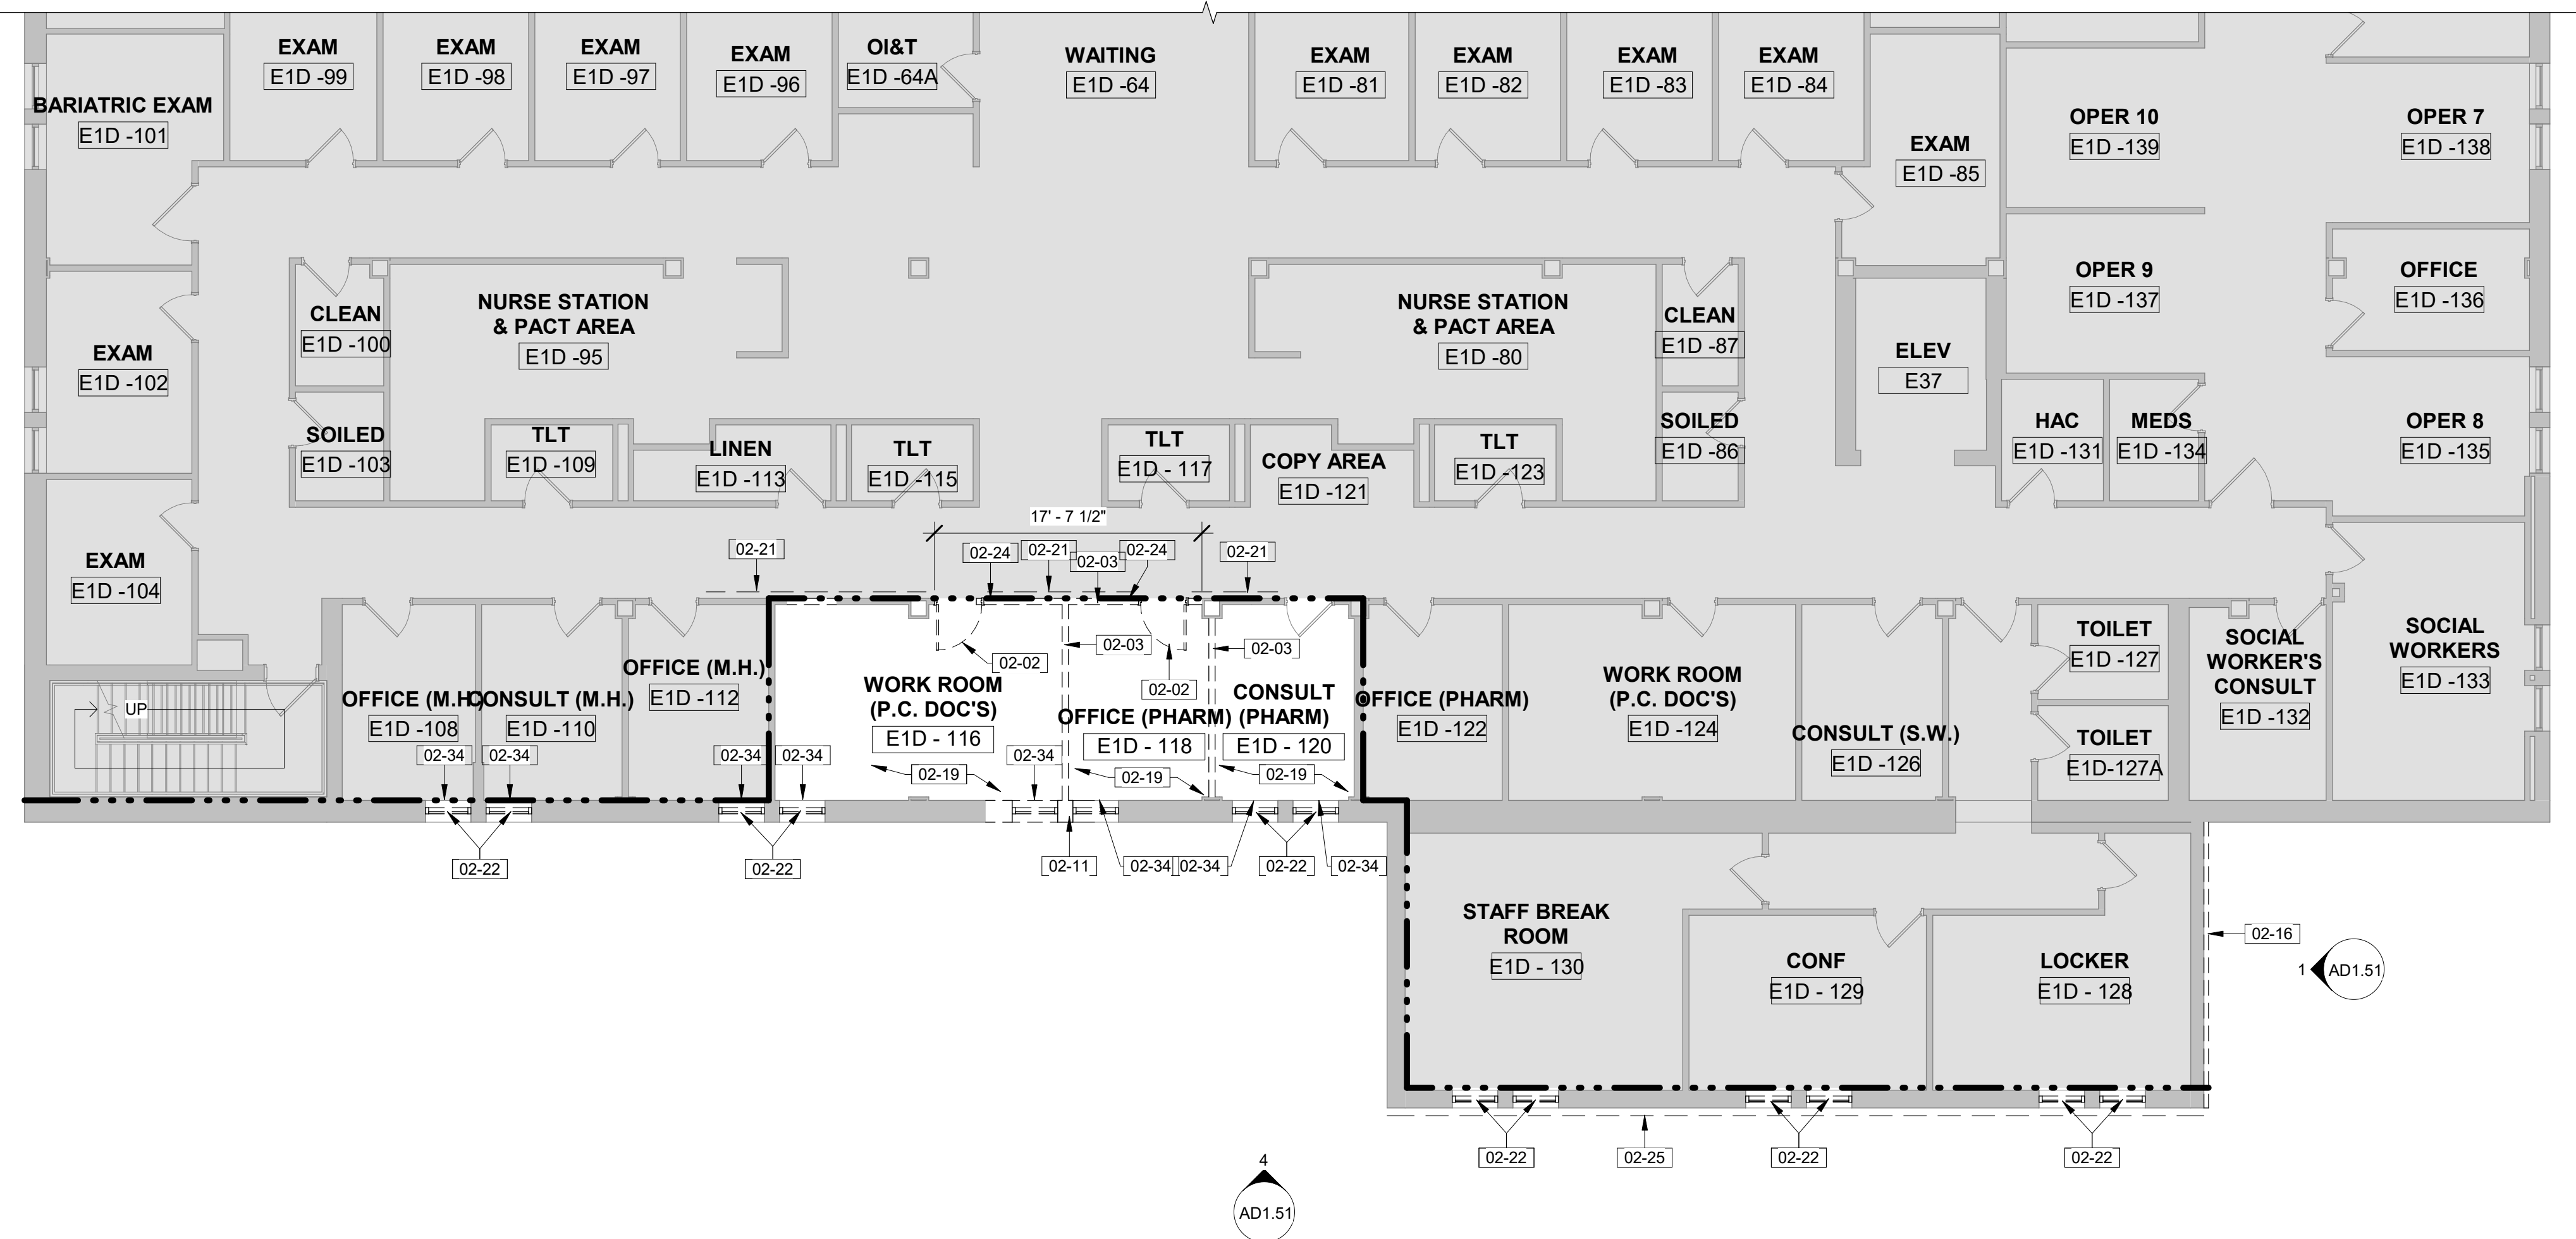 EXAM
E1D -99
EXAM
E1D -98
EXAM
E1D -97
EXAM
E1D -96
OI&T
E1D -64A
WAITING
E1D -64
EXAM
E1D -81
EXAM
E1D -82
EXAM
E1D -83
EXAM
E1D -84
BARIATRIC EXAM
E1D -101
EXAM
E1D -85
OPER 10
E1D -139
OPER 7
E1D -138
CLEAN
E1D -100
NURSE STATION
& PACT AREA
E1D -95
NURSE STATION
& PACT AREA
E1D -80
CLEAN
E1D -87
OPER 9
E1D -137
OFFICE
E1D -136
EXAM
E1D -102
ELEV
E37
SOILED
E1D -103
TLT
E1D -109
LINEN
E1D -113
TLT
E1D -115
TLT
E1D - 117
COPY AREA
E1D -121
TLT
E1D -123
SOILED
E1D -86
HAC
E1D -131
MEDS
E1D -134
OPER 8
E1D -135
17' - 7 1/2"
EXAM
E1D -104
02-21
02-24
02-21
02-03
02-24
02-21
02-03
02-03
02-02
02-02
UP
OFFICE (M.H.)
E1D -108
CONSULT (M.H.)
E1D -110
OFFICE (M.H.)
E1D -112
WORK ROOM
(P.C. DOC'S)
E1D - 116
OFFICE (PHARM)
E1D - 118
CONSULT
(PHARM)
E1D - 120
OFFICE (PHARM)
E1D -122
WORK ROOM
(P.C. DOC'S)
E1D -124
CONSULT (S.W.)
E1D -126
TOILET
E1D -127
TOILET
E1D-127A
SOCIAL
WORKER'S
CONSULT
E1D -132
SOCIAL
WORKERS
E1D -133
02-34
02-34
02-34
02-34
02-34
02-19
02-19
02-19
02-22
02-22
02-11
02-34
02-34
02-22
02-34
STAFF BREAK
ROOM
E1D - 130
CONF
E1D - 129
LOCKER
E1D - 128
02-16
1
AD1.51
02-22
02-25
02-22
02-22
4
AD1.51